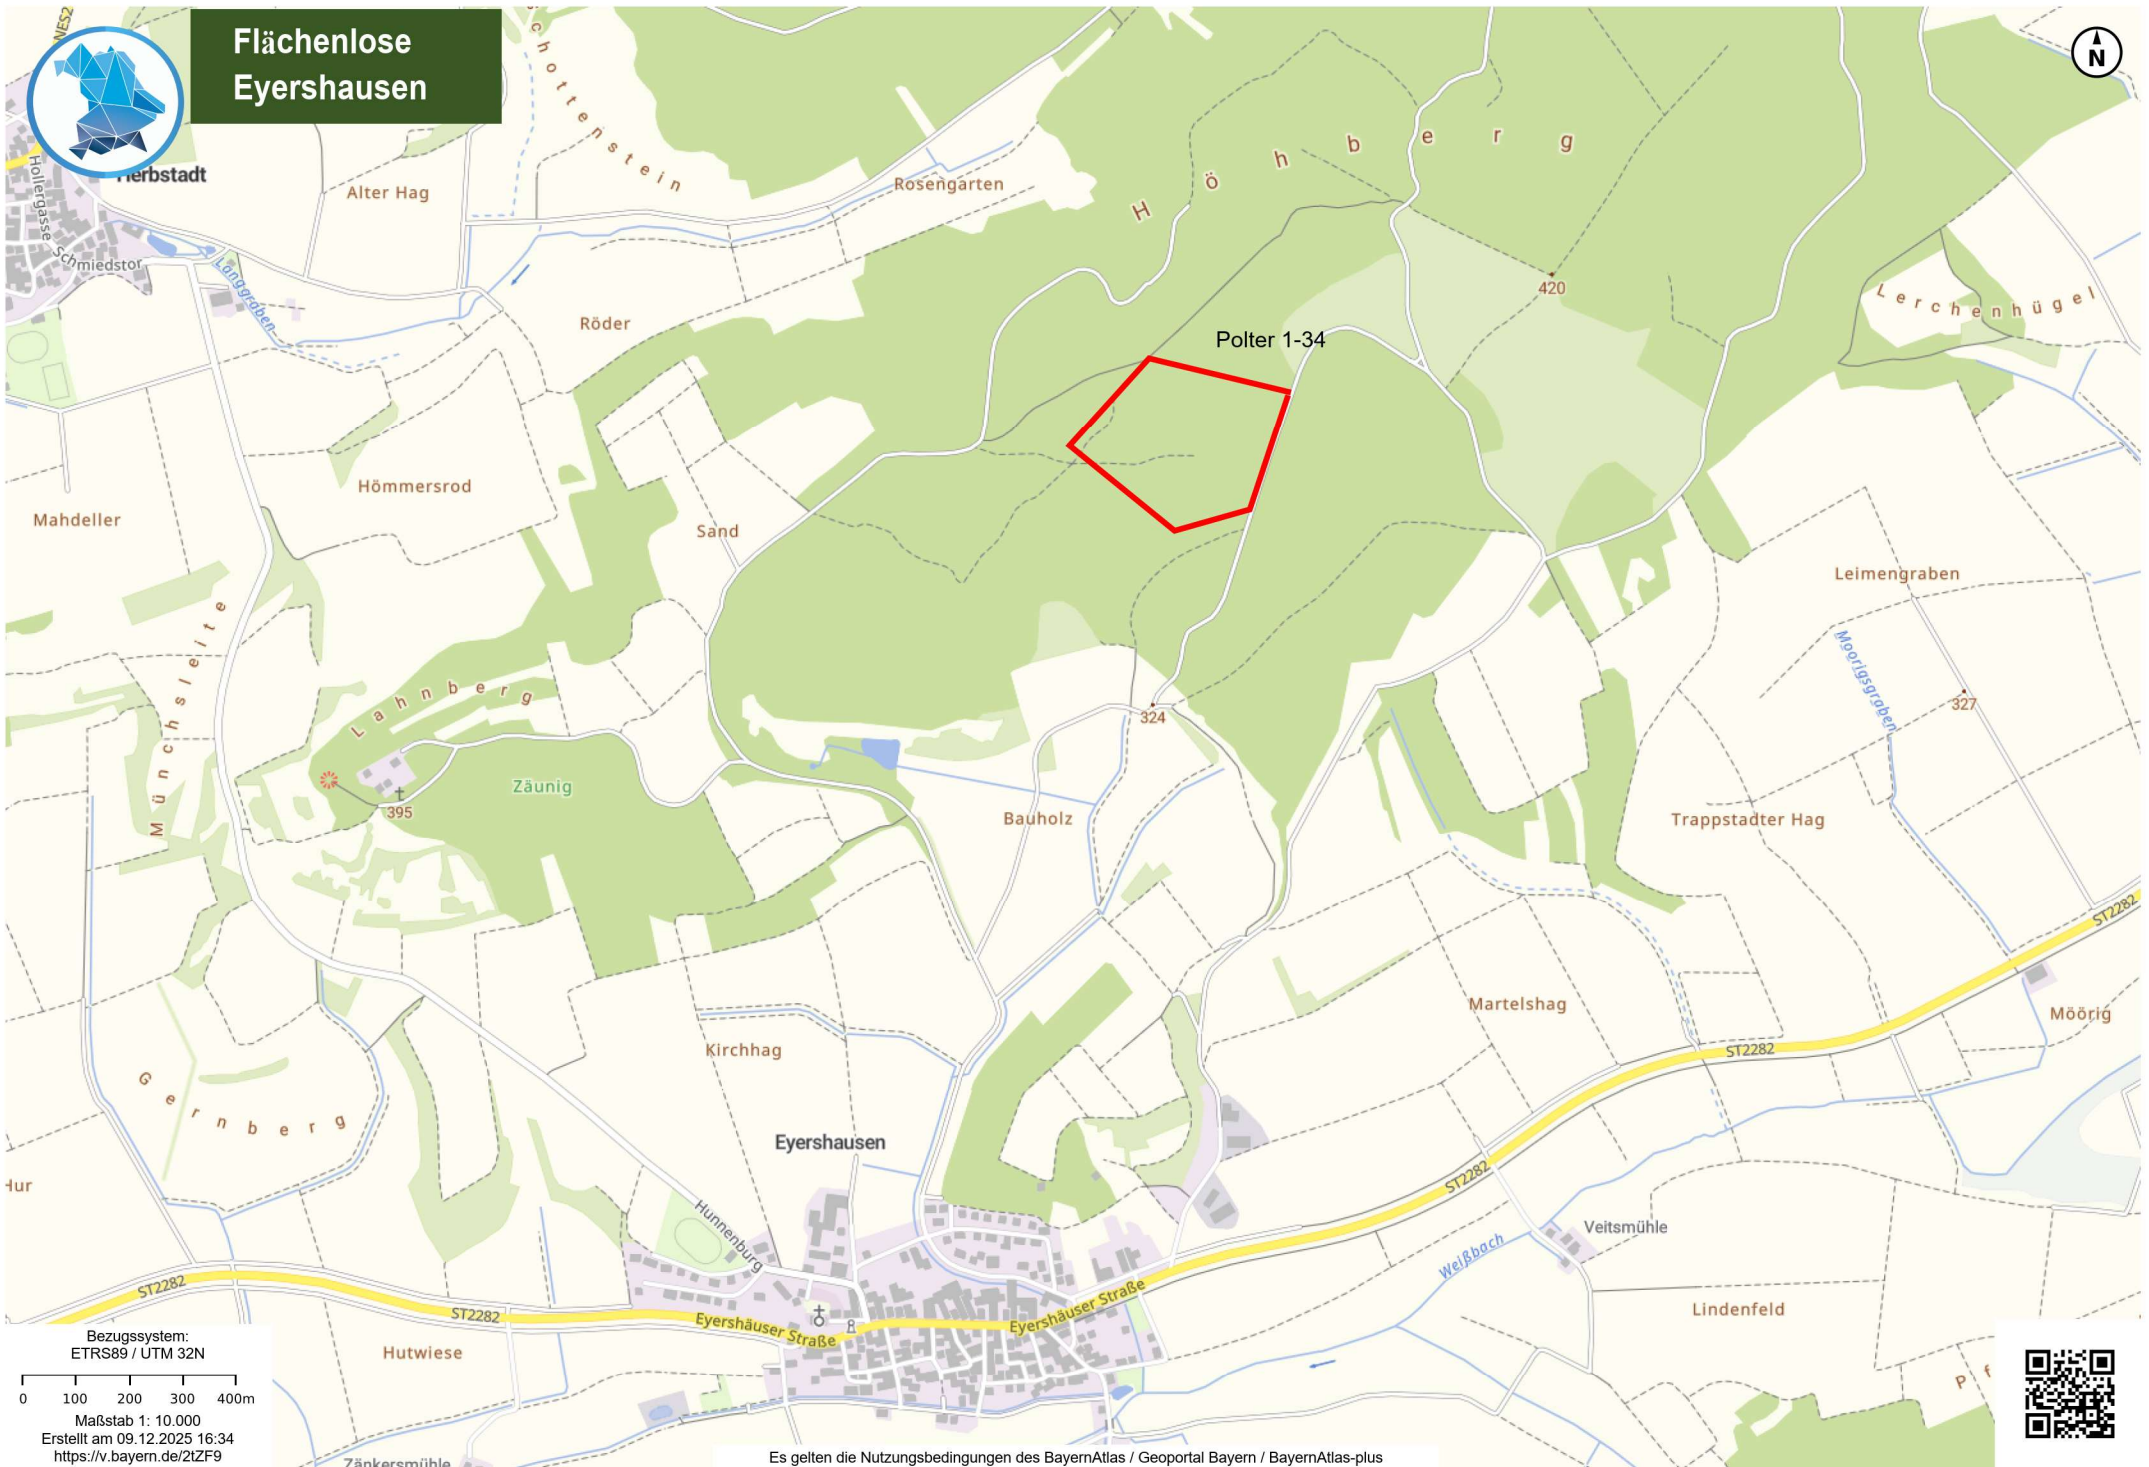 Flächenlose
Eyershausen
N
NES2
Herbstadt
Hollergasse
Schmiedstor
Langgraben
Alter Hag
Schottenstein
Rosengarten
Höhberg
Röder
Polter 1-34
420
Lerchenhügel
Hömmersrod
Mahdeller
Sand
Leimengraben
Münchsleite
Moorigsgraben
Lahnberg
327
324
Zäunig
395
Bauholz
Trappstadter Hag
ST2282
Martelshag
Möörig
ST2282
Kirchhag
Gernberg
Eyershausen
Hur
ST2282
Hunnenburg
Veitsmühle
Weißbach
ST2282
ST2282
Eyershäuser Straße
Eyershäuser Straße
Lindenfeld
Hutwiese
Pf
Bezugssystem:
ETRS89 / UTM 32N
0 100 200 300 400m
Maßstab 1: 10.000
Erstellt am 09.12.2025 16:34
https://v.bayern.de/2tZF9
Zänkersmühle
Es gelten die Nutzungsbedingungen des BayernAtlas / Geoportal Bayern / BayernAtlas-plus